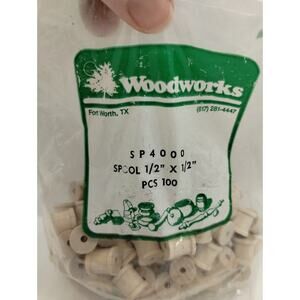 Woodworks
Fort Worth, TX (817) 281-4447
SP4000
SPOOL 1/2" X 1/2"
PCS 100